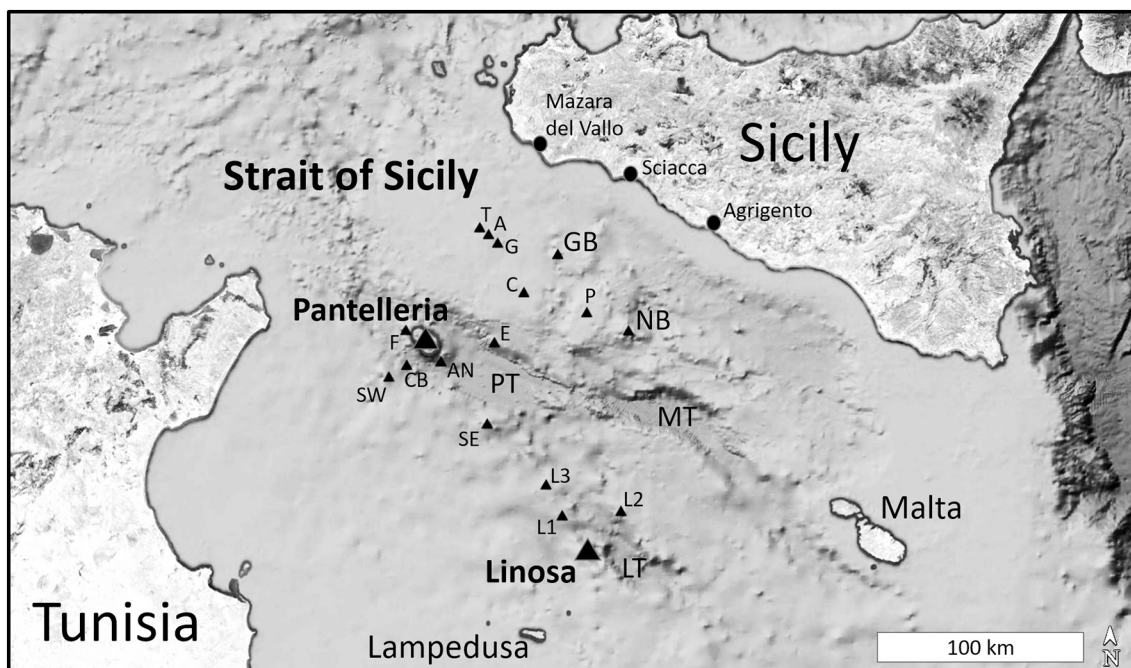 Mazara
del Vallo
Sicily
Sciacca
Strait of Sicily
Agrigento
T
A
G
GB
C
P
Pantelleria
NB
F
E
AN
CB
PT
SW
MT
SE
L3
L2
L1
Malta
Linosa
LT
Tunisia
Lampedusa
100 km
N